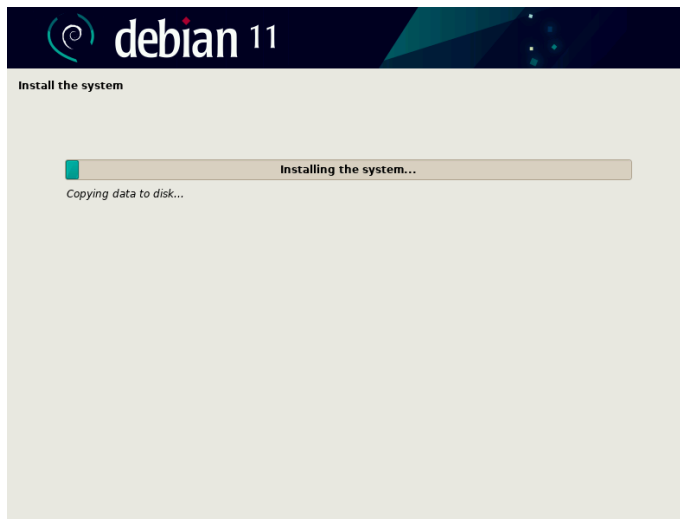 debian 11
Install the system
Installing the system...
Copying data to disk...